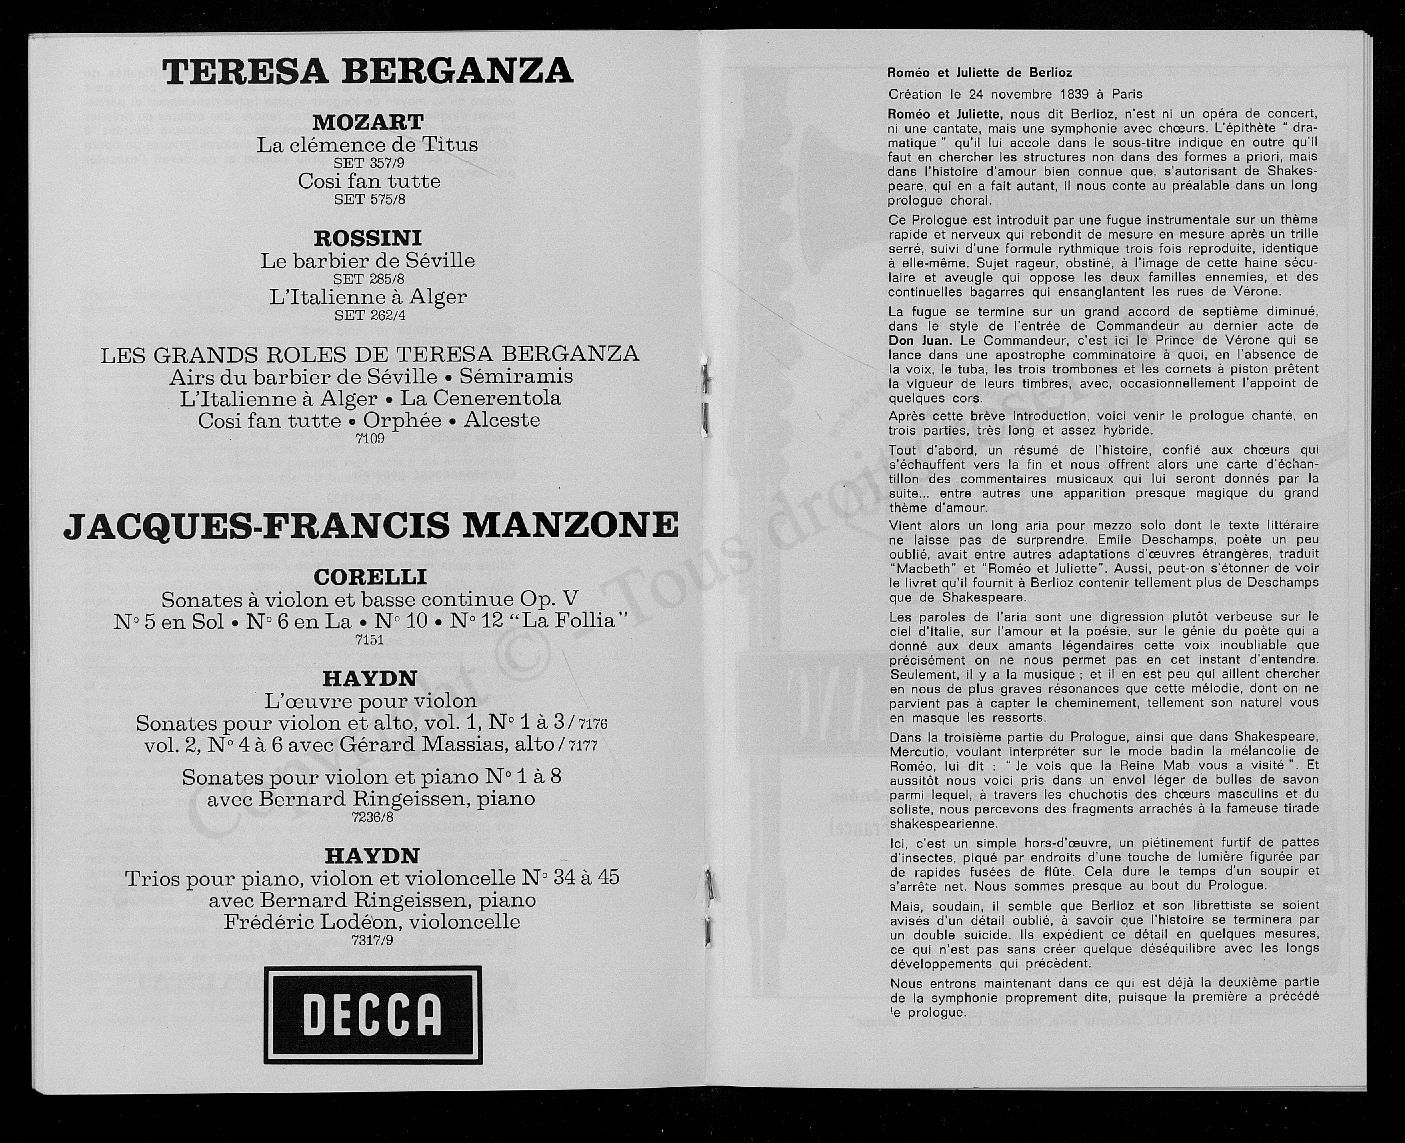 TERESA BERGANZA
MOZART
La clémence de Titus
SET 357/9
Cosi fan tutte
SET 575/8
ROSSINI
Le barbier de Séville
SET 285/8
L'Italienne à Alger
SET 262/4
LES GRANDS ROLES DE TERESA BERGANZA
Airs du barbier de Séville • Sémiramis
L'Italienne à Alger • La Cenerentola
Cosi fan tutte • Orphée • Alceste
7109
JACQUES-FRANCIS MANZONE
CORELLI
Sonates à violon et basse continue Op. V
N° 5 en Sol • N° 6 en La • N° 10 • N° 12 "La Follia"
7151
HAYDN
L'œuvre pour violon
Sonates pour violon et alto, vol. 1, N° 1 à 3 / 7176
vol. 2, N° 4 à 6 avec Gérard Massias, alto / 7177
Sonates pour violon et piano N° 1 à 8
avec Bernard Ringeissen, piano
7236/8
HAYDN
Trios pour piano, violon et violoncelle N° 34 à 45
avec Bernard Ringeissen, piano
Frédéric Lodéon, violoncelle
7317/9
DECCA
Roméo et Juliette de Berlioz
Création le 24 novembre 1839 à Paris
Roméo et Juliette, nous dit Berlioz, n'est ni un opéra de concert,
ni une cantate, mais une symphonie avec chœurs. L'épithète " dra-
matique " qu'il lui accole dans le sous-titre indique en outre qu'il
faut en chercher les structures non dans des formes a priori, mais
dans l'histoire d'amour bien connue que, s'autorisant de Shakes-
peare, qui en a fait autant, il nous conte au préalable dans un long
prologue choral.
Ce Prologue est introduit par une fugue instrumentale sur un thème
rapide et nerveux qui rebondit de mesure en mesure après un trille
serré, suivi d'une formule rythmique trois fois reproduite, identique
à elle-même. Sujet rageur, obstiné, à l'image de cette haine sécu-
laire et aveugle qui oppose les deux familles ennemies, et des
continuelles bagarres qui ensanglantent les rues de Vérone.
La fugue se termine sur un grand accord de septième diminué,
dans le style de l'entrée de Commandeur au dernier acte de
Don Juan. Le Commandeur, c'est ici le Prince de Vérone qui se
lance dans une apostrophe comminatoire à quoi, en l'absence de
la voix, le tuba, les trois trombones et les cornets à piston prêtent
la vigueur de leurs timbres, avec, occasionnellement l'appoint de
quelques cors.
Après cette brève introduction, voici venir le prologue chanté, en
trois parties, très long et assez hybride.
Tout d'abord, un résumé de l'histoire, confié aux chœurs qui
s'échauffent vers la fin et nous offrent alors une carte d'échan-
tillon des commentaires musicaux qui lui seront donnés par la
suite... entre autres une apparition presque magique du grand
thème d'amour.
Vient alors un long aria pour mezzo solo dont le texte littéraire
ne laisse pas de surprendre. Emile Deschamps, poète un peu
oublié, avait entre autres adaptations d'œuvres étrangères, traduit
"Macbeth" et "Roméo et Juliette". Aussi, peut-on s'étonner de voir
le livret qu'il fournit à Berlioz contenir tellement plus de Deschamps
que de Shakespeare.
Les paroles de l'aria sont une digression plutôt verbeuse sur le
ciel d'Italie, sur l'amour et la poésie, sur le génie du poète qui a
donné aux deux amants légendaires cette voix inoubliable que
précisément on ne nous permet pas en cet instant d'entendre.
Seulement, il y a la musique ; et il en est peu qui aillent chercher
en nous de plus graves résonances que cette mélodie, dont on ne
parvient pas à capter le cheminement, tellement son naturel vous
en masque les ressorts.
Dans la troisième partie du Prologue, ainsi que dans Shakespeare,
Mercutio, voulant interpréter sur le mode badin la mélancolie de
Roméo, lui dit : " Je vois que la Reine Mab vous a visité ". Et
aussitôt nous voici pris dans un envol léger de bulles de savon
parmi lequel, à travers les chuchotis des chœurs masculins et du
soliste, nous percevons des fragments arrachés à la fameuse tirade
shakespearienne.
Ici, c'est un simple hors-d'œuvre, un piétinement furtif de pattes
d'insectes, piqué par endroits d'une touche de lumière figurée par
de rapides fusées de flûte. Cela dure le temps d'un soupir et
s'arrête net. Nous sommes presque au bout du Prologue.
Mais, soudain, il semble que Berlioz et son librettiste se soient
avisés d'un détail oublié, à savoir que l'histoire se terminera par
un double suicide. Ils expédient ce détail en quelques mesures,
ce qui n'est pas sans créer quelque déséquilibre avec les longs
développements qui précèdent.
Nous entrons maintenant dans ce qui est déjà la deuxième partie
de la symphonie proprement dite, puisque la première a précédé
le prologue.
Copyright © - Tous droits